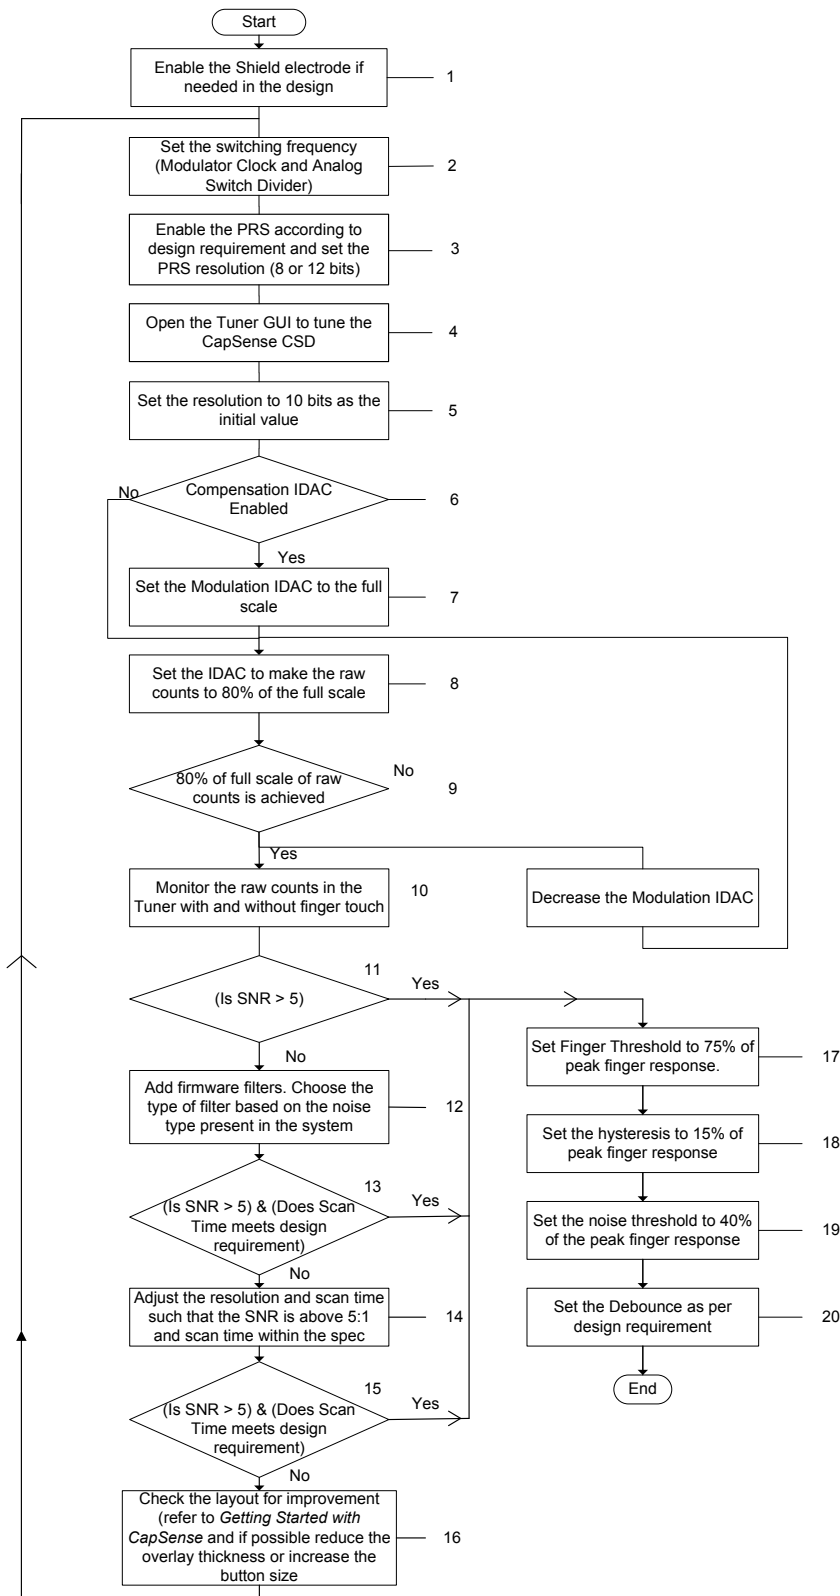 Start
Enable the Shield electrode if
needed in the design
1
Set the switching frequency
(Modulator Clock and Analog
Switch Divider)
2
Enable the PRS according to
design requirement and set the
PRS resolution (8 or 12 bits)
3
Open the Tuner GUI to tune the
CapSense CSD
4
Set the resolution to 10 bits as the
initial value
5
No
Compensation IDAC
Enabled
6
Yes
Set the Modulation IDAC to the full
scale
7
Set the IDAC to make the raw
counts to 80% of the full scale
8
80% of full scale of raw
counts is achieved
No
9
Yes
Monitor the raw counts in the
Tuner with and without finger touch
10
Decrease the Modulation IDAC
11
(Is SNR > 5)
Yes
No
Add firmware filters. Choose the
type of filter based on the noise
type present in the system
12
13
(Is SNR > 5) & (Does Scan
Time meets design
requirement)
Yes
No
Adjust the resolution and scan time
such that the SNR is above 5:1
and scan time within the spec
14
15
(Is SNR > 5) & (Does Scan
Time meets design
requirement)
Yes
No
Check the layout for improvement
(refer to Getting Started with
CapSense and if possible reduce the
overlay thickness or increase the
button size
16
Set Finger Threshold to 75% of
peak finger response.
17
Set the hysteresis to 15% of
peak finger response
18
Set the noise threshold to 40%
of the peak finger response
19
Set the Debounce as per
design requirement
20
End